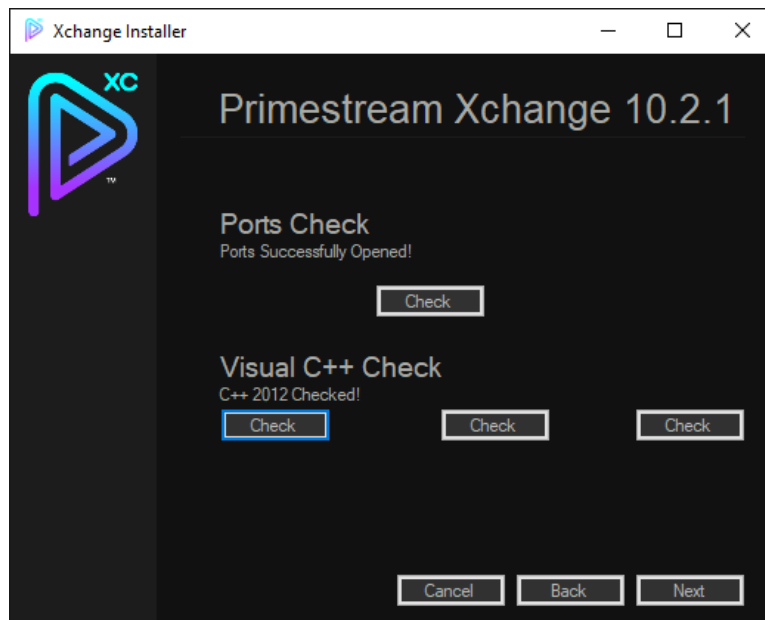 Xchange Installer
XC
TM
Primestream Xchange 10.2.1
Ports Check
Ports Successfully Opened!
Check
Visual C++ Check
C++ 2012 Checked!
Check Check Check
Cancel Back Next